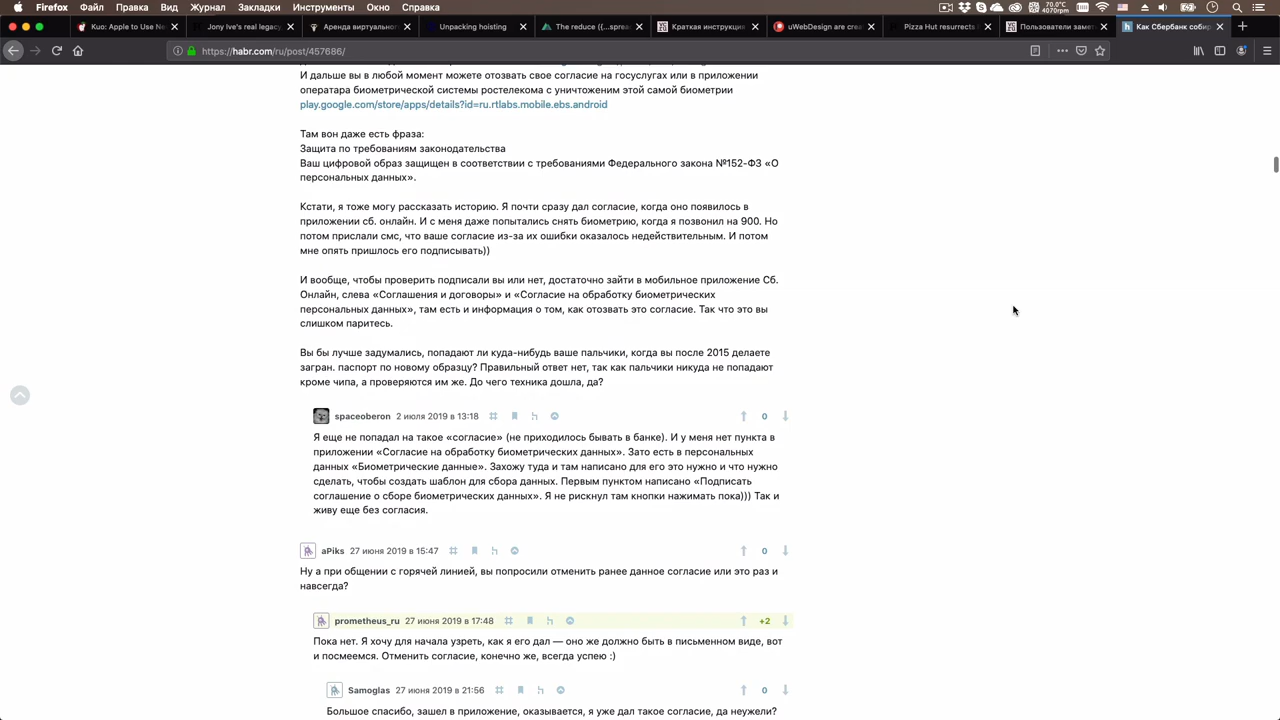 Firefox Файл Правка Вид Журнал Закладки Инструменты Окно Справка
70.0°C
4070rpm
Kuo: Apple to Use Ne
Jony Ive's real legacy
Аренда виртуального
Unpacking hoisting
The reduce ({...spre
Краткая инструкция
uWebDesign are crea
Pizza Hut resurrects
Пользователи замет
Как Сбербанк собир
https://habr.com/ru/post/457686/
И дальше вы в любой момент можете отозвать свое согласие на госуслугах или в приложении
оператара биометрической системы ростелекома с уничтожением этой самой биометрии
play.google.com/store/apps/details?id=ru.rtlabs.mobile.ebs.android
Там вон даже есть фраза:
Защита по требованиям законодательства
Ваш цифровой образ защищен в соответствии с требованиями Федерального закона №152-ФЗ «О
персональных данных».
Кстати, я тоже могу рассказать историю. Я почти сразу дал согласие, когда оно появилось в
приложении сб. онлайн. И с меня даже попытались снять биометрию, когда я позвонил на 900. Но
потом прислали смс, что ваше согласие из-за их ошибки оказалось недействительным. И потом
мне опять пришлось его подписывать))
И вообще, чтобы проверить подписали вы или нет, достаточно зайти в мобильное приложение Сб.
Онлайн, слева «Соглашения и договоры» и «Согласие на обработку биометрических
персональных данных», там есть и информация о том, как отозвать это согласие. Так что это вы
слишком паритесь.
Вы бы лучше задумались, попадают ли куда-нибудь ваше пальчики, когда вы после 2015 делаете
загран. паспорт по новому образцу? Правильный ответ нет, так как пальчики никуда не попадают
кроме чипа, а проверяются им же. До чего техника дошла, да?
spaceoberon 2 июля 2019 в 13:18 0
Я еще не попадал на такое «согласие» (не приходилось бывать в банке). И у меня нет пункта в
приложении «Согласие на обработку биометрических данных». Зато есть в персональных
данных «Биометрические данные». Захожу туда и там написано для его это нужно и что нужно
сделать, чтобы создать шаблон для сбора данных. Первым пунктом написано «Подписать
соглашение о сборе биометрических данных». Я не рискнул там кнопки нажимать пока))) Так и
живу еще без согласия.
aPiks 27 июня 2019 в 15:47 0
Ну а при общении с горячей линией, вы попросили отменить ранее данное согласие или это раз и
навсегда?
prometheus_ru 27 июня 2019 в 17:48 +2
Пока нет. Я хочу для начала узреть, как я его дал — оно же должно быть в письменном виде, вот
и посмеемся. Отменить согласие, конечно же, всегда успею :)
Samoglas 27 июня 2019 в 21:56 0
Большое спасибо, зашел в приложение, оказывается, я уже дал такое согласие, да неужели?